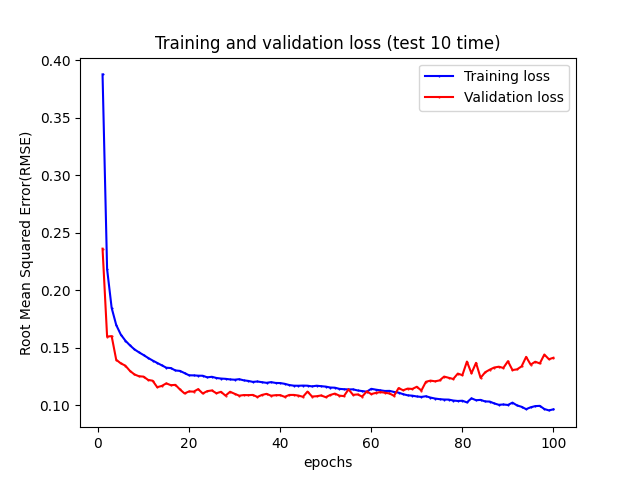 Training and validation loss (test 10 time)
Training loss
Validation loss
Root Mean Squared Error(RMSE)
0.40
0.35
0.30
0.25
0.20
0.15
0.10
0 20 40 60 80 100
epochs